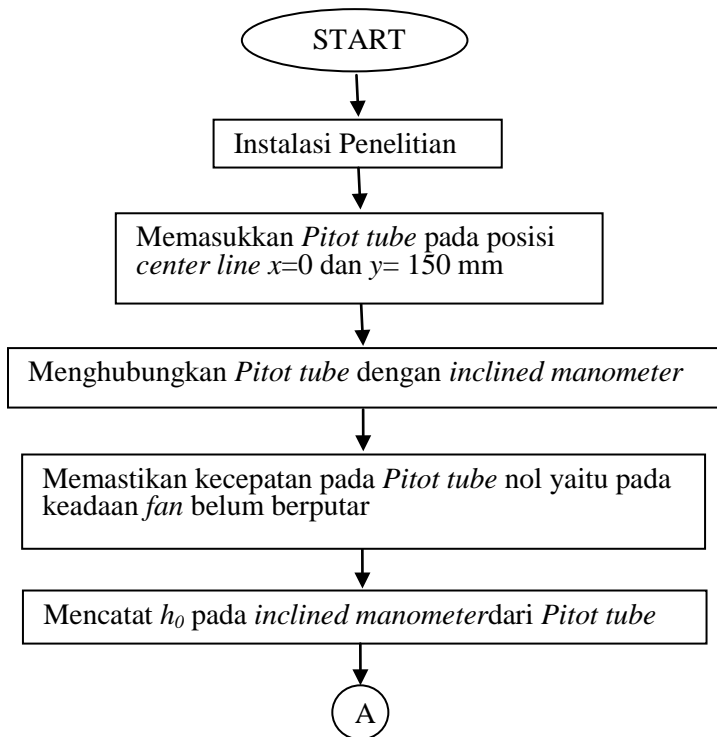 START
Instalasi Penelitian
Memasukkan Pitot tube pada posisi
center line x=0 dan y= 150 mm
Menghubungkan Pitot tube dengan inclined manometer
Memastikan kecepatan pada Pitot tube nol yaitu pada
keadaan fan belum berputar
Mencatat h0 pada inclined manometerdari Pitot tube
A